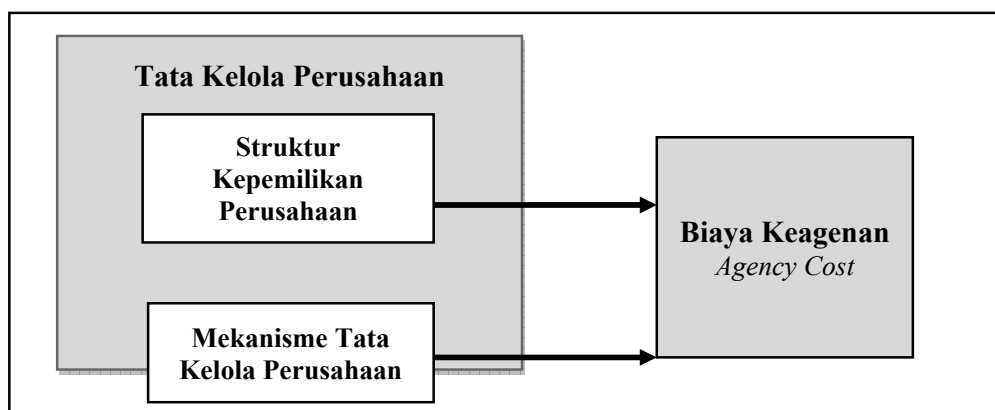 Tata Kelola Perusahaan
Struktur
Kepemilikan
Perusahaan
Mekanisme Tata
Kelola Perusahaan
Biaya Keagenan
Agency Cost